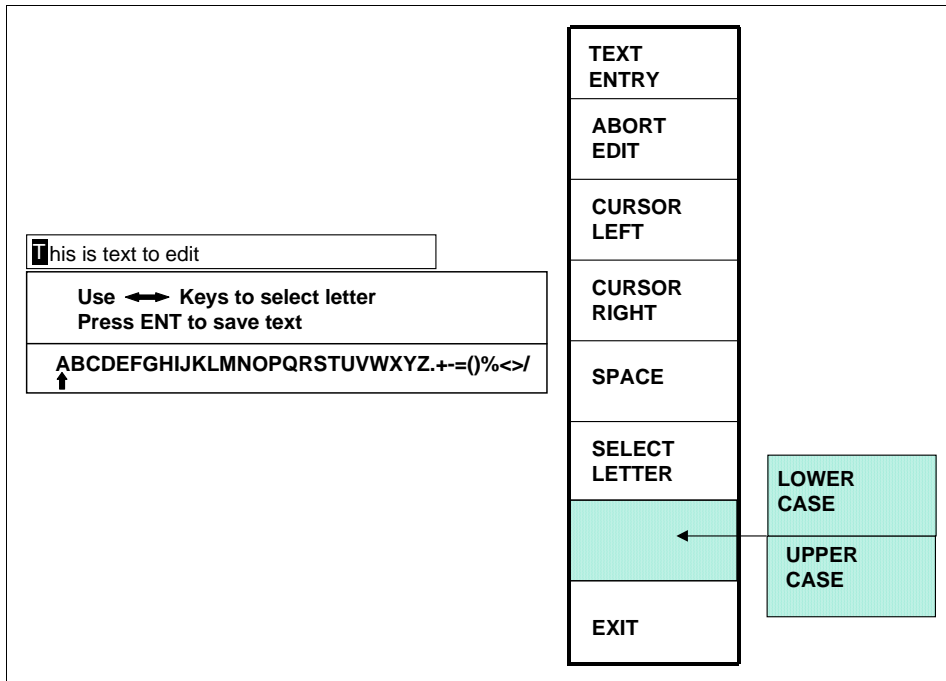 This is text to edit
Use Keys to select letter
Press ENT to save text
ABCDEFGHIJKLMNOPQRSTUVWXYZ.+-=()%<>/
TEXT
ENTRY
ABORT
EDIT
CURSOR
LEFT
CURSOR
RIGHT
SPACE
SELECT
LETTER
EXIT
LOWER
CASE
UPPER
CASE